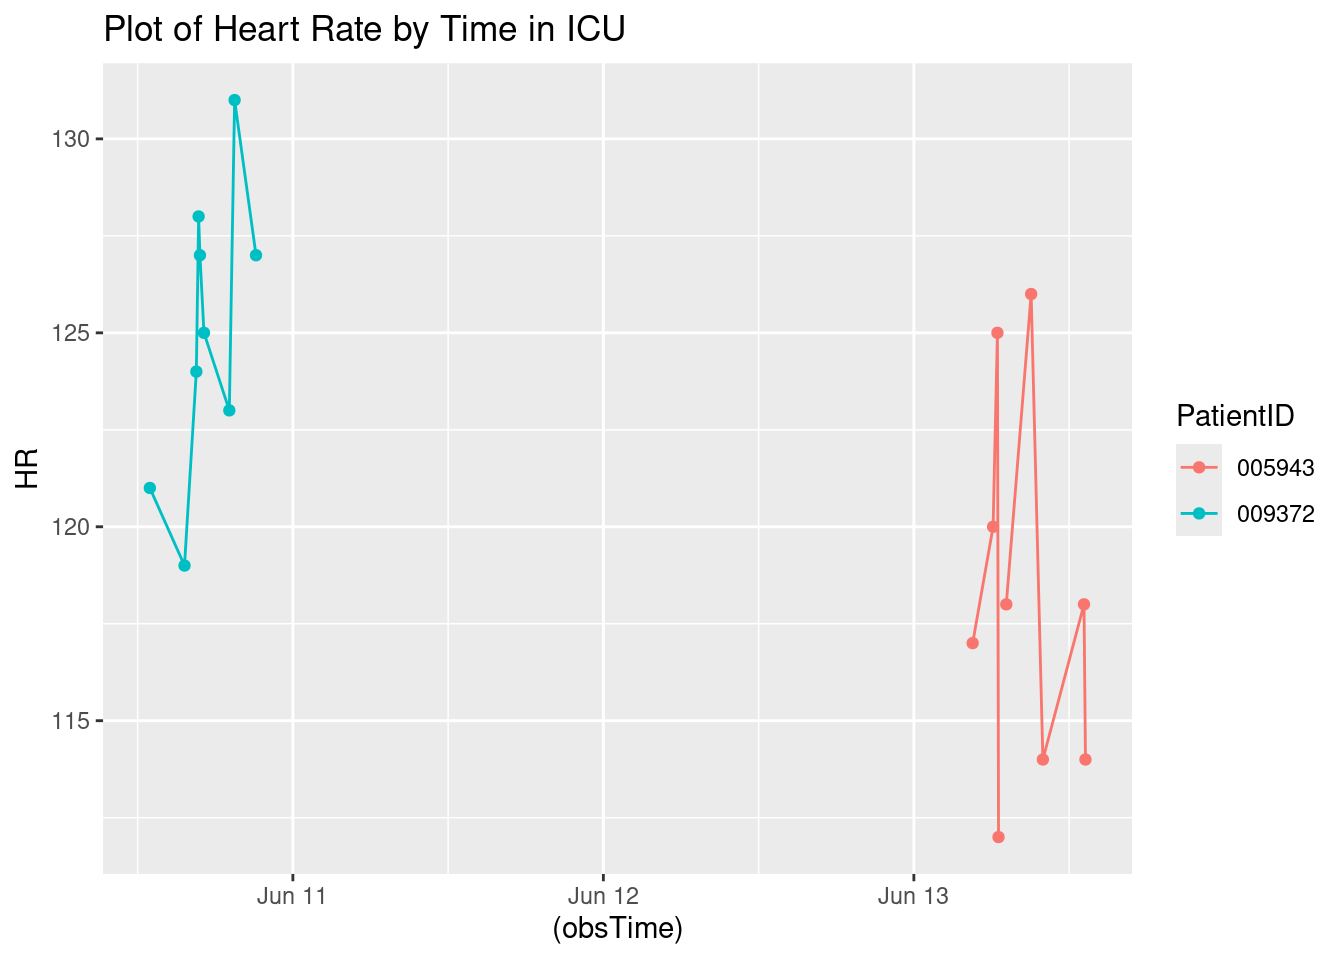 Plot of Heart Rate by Time in ICU
130
125
120
115
HR
Jun 11
Jun 12
Jun 13
(obsTime)
PatientID
005943
009372